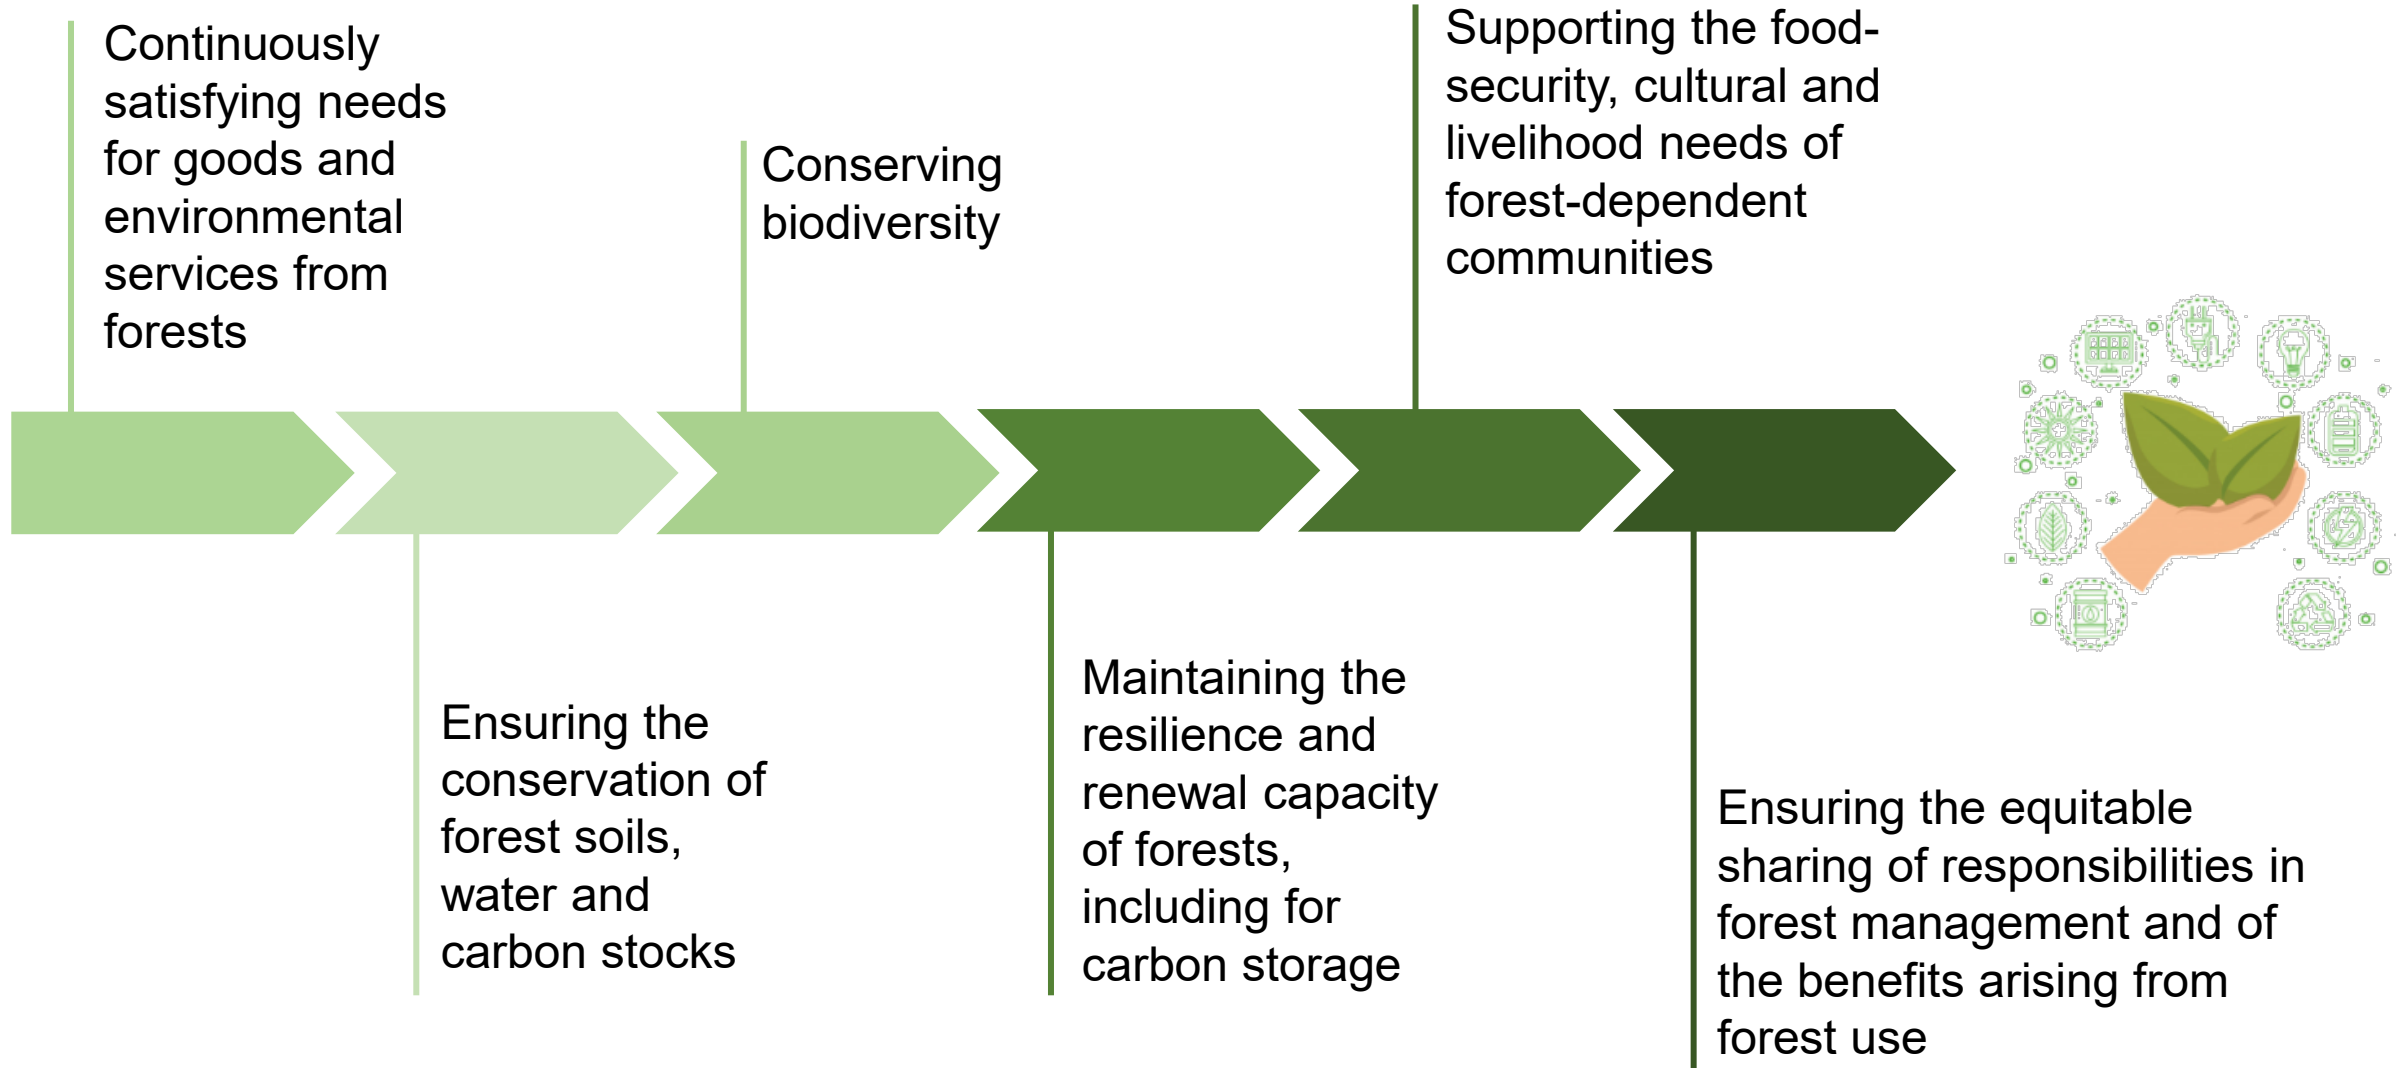 Continuously
satisfying needs
for goods and
environmental
services from
forests
Ensuring the
conservation of
forest soils,
water and
carbon stocks
Conserving
biodiversity
Maintaining the
resilience and
renewal capacity
of forests,
including for
carbon storage
Supporting the food-
security, cultural and
livelihood needs of
forest-dependent
communities
Ensuring the equitable
sharing of responsibilities in
forest management and of
the benefits arising from
forest use